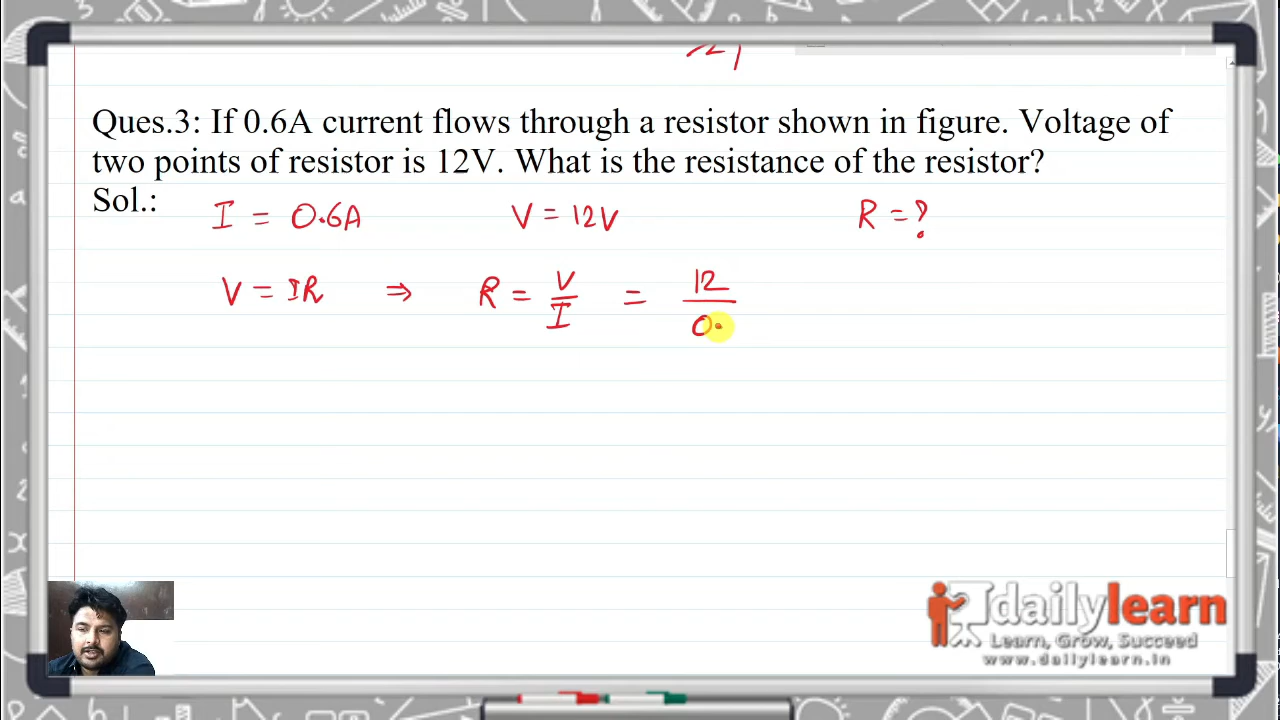 Ques.3: If 0.6A current flows through a resistor shown in figure. Voltage of
two points of resistor is 12V. What is the resistance of the resistor?
Sol.:
I = 0.6A V = 12V R = ?
V = IR ⇒ R = V/I = 12/0.
dailylearn
Learn, Grow, Succeed
www.dailylearn.in